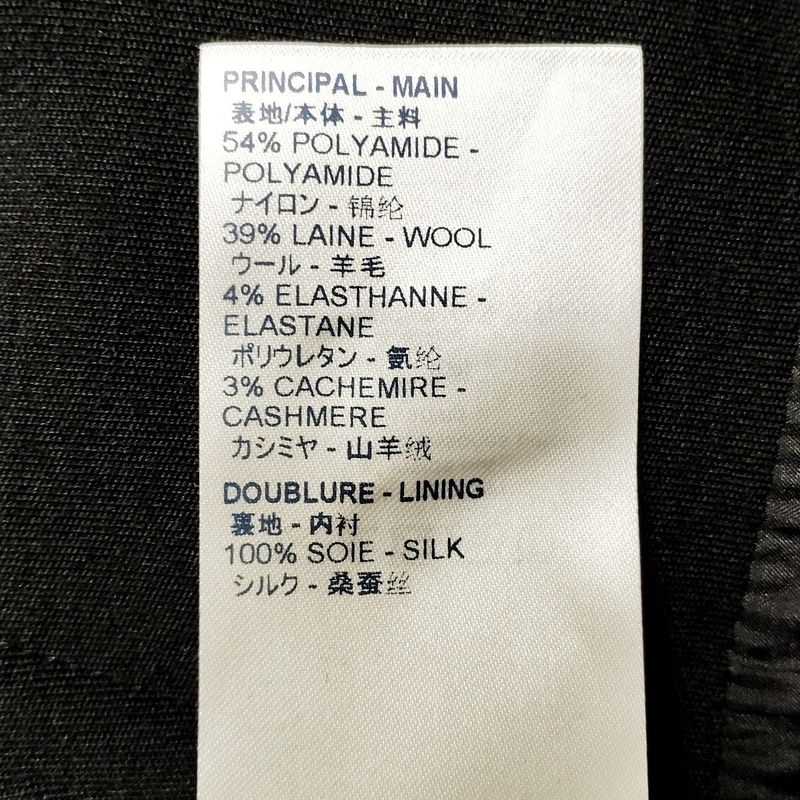 PRINCIPAL - MAIN
表地/本体 - 主料
54% POLYAMIDE -
POLYAMIDE
ナイロン - 锦纶
39% LAINE - WOOL
ウール - 羊毛
4% ELASTHANNE -
ELASTANE
ポリウレタン - 氨纶
3% CACHEMIRE -
CASHMERE
カシミヤ - 山羊绒
DOUBLURE - LINING
裏地 - 内衬
100% SOIE - SILK
シルク - 桑蚕丝